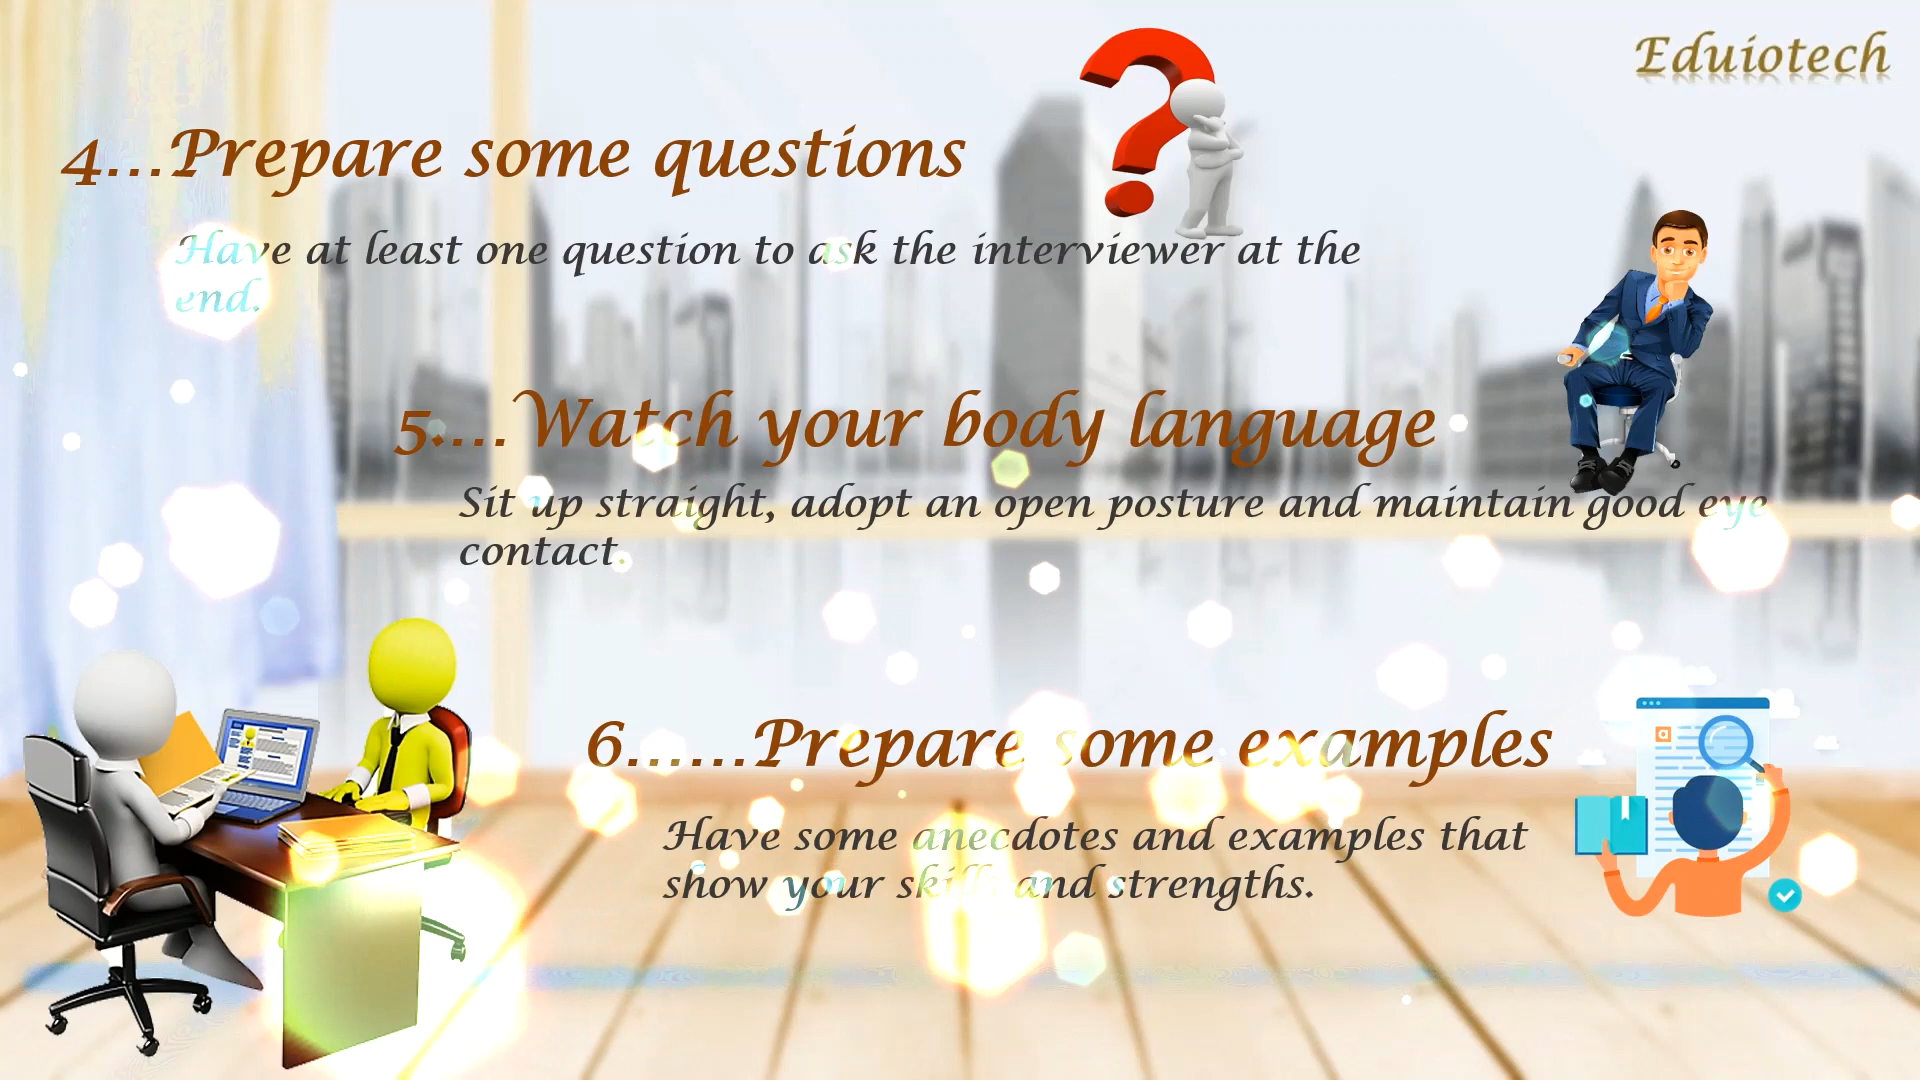 Eduiotech
4...Prepare some questions
Have at least one question to ask the interviewer at the
end.
5.... Watch your body language
Sit up straight, adopt an open posture and maintain good eye
contact.
6......Prepare some examples
Have some anecdotes and examples that
show your skills and strengths.